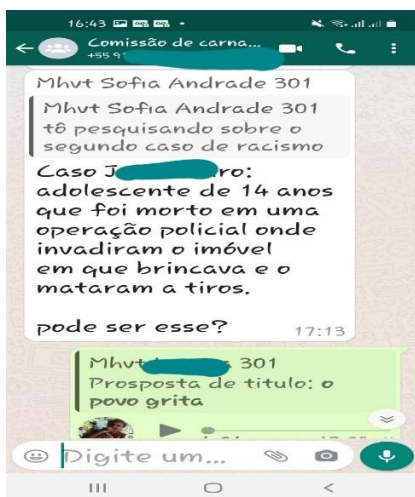 16:43
Comissão de carna...
+55 9
Mhvt Sofia Andrade 301
Mhvt Sofia Andrade 301
tô pesquisando sobre o
segundo caso de racismo
Caso J ro:
adolescente de 14 anos
que foi morto em uma
operação policial onde
invadiram o imóvel
em que brincava e o
mataram a tiros.
pode ser esse?
17:13
Mhvt 301
Prosposta de titulo: o
povo grita
Digite um...